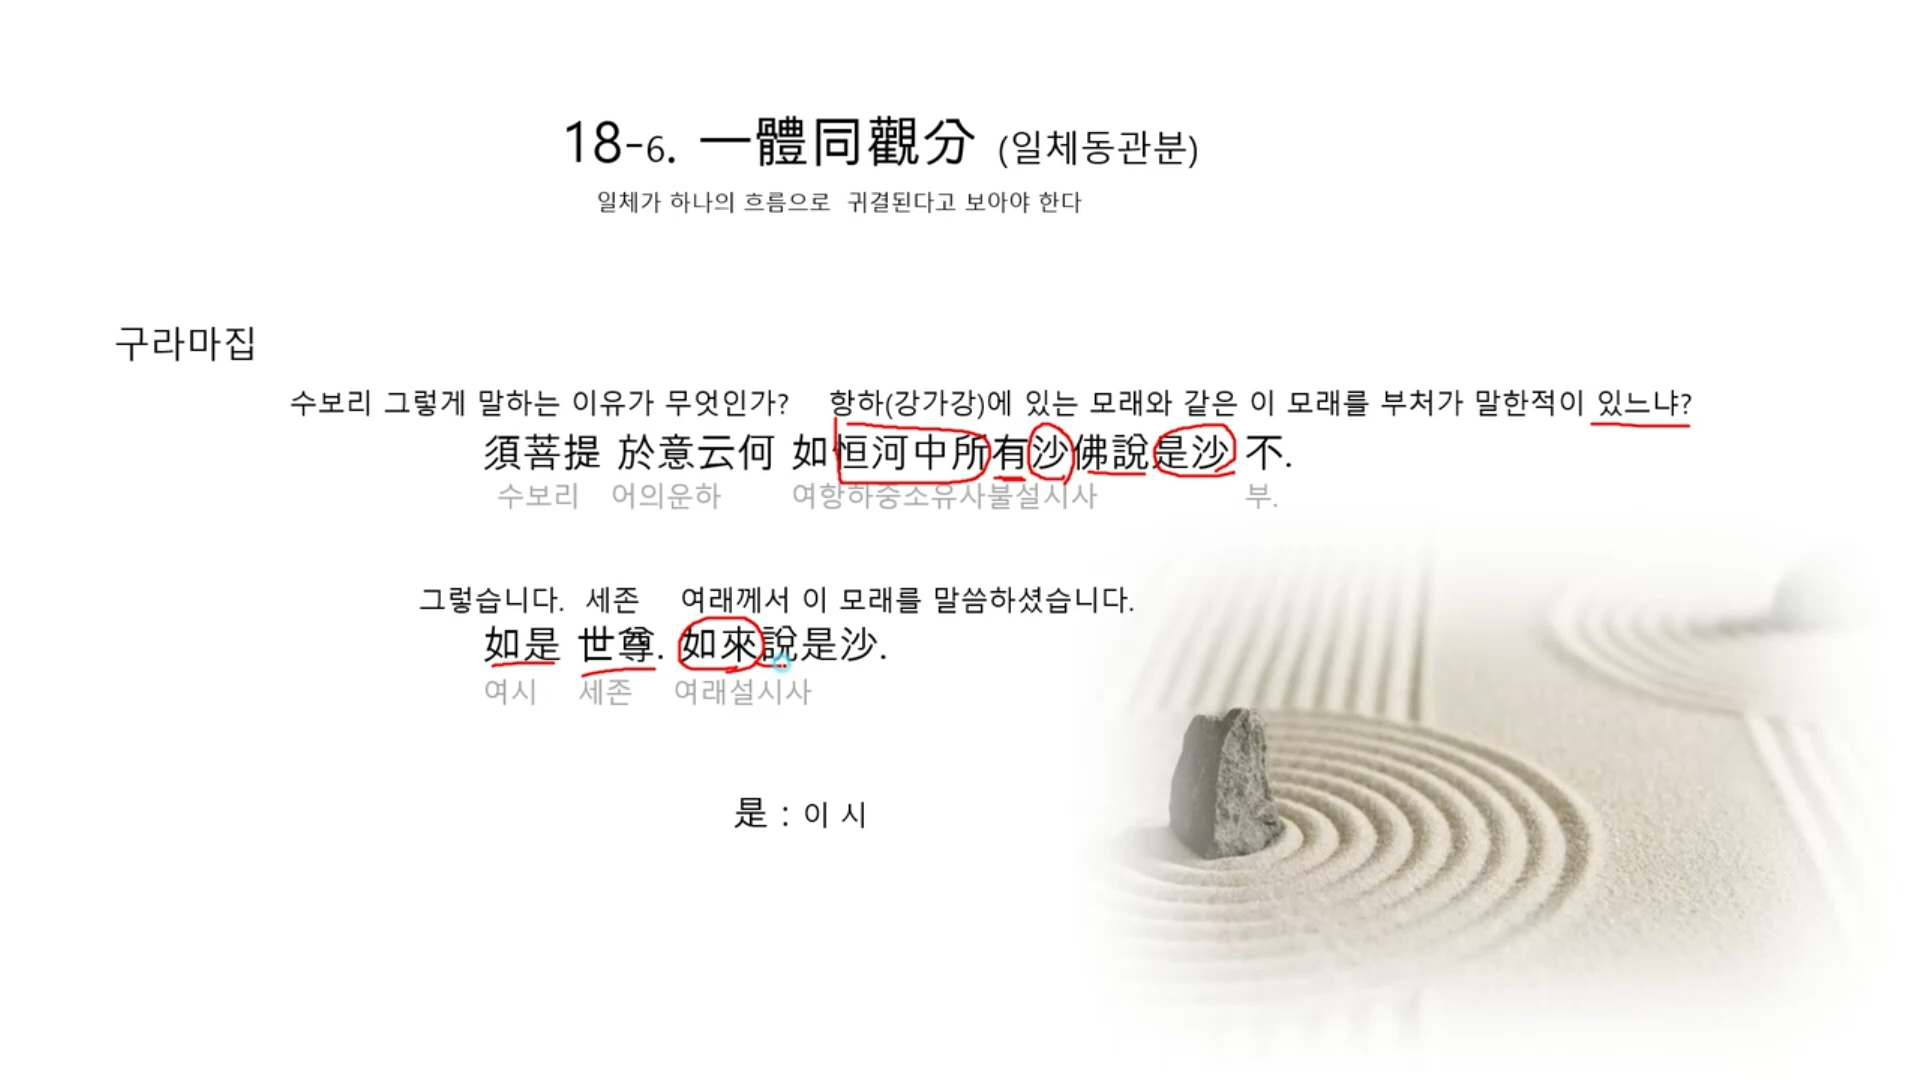 18-6. 一體同觀分 (일체동관분)
일체가 하나의 흐름으로 귀결된다고 보아야 한다
구라마집
수보리 그렇게 말하는 이유가 무엇인가? 항하(강가강)에 있는 모래와 같은 이 모래를 부처가 말한적이 있느냐?
須菩提 於意云何 如恒河中所有沙佛說是沙 不.
수보리 어의운하 여항하중소유사불설시사 부.
그렇습니다. 세존 여래께서 이 모래를 말씀하셨습니다.
如是 世尊. 如來說是沙.
여시 세존 여래설시사
是 : 이 시